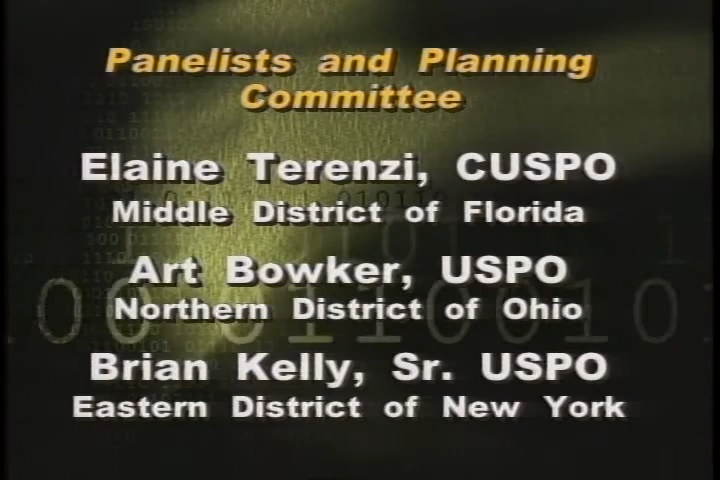 Panelists and Planning
Committee
Elaine Terenzi, CUSPO
Middle District of Florida
Art Bowker, USPO
Northern District of Ohio
Brian Kelly, Sr. USPO
Eastern District of New York